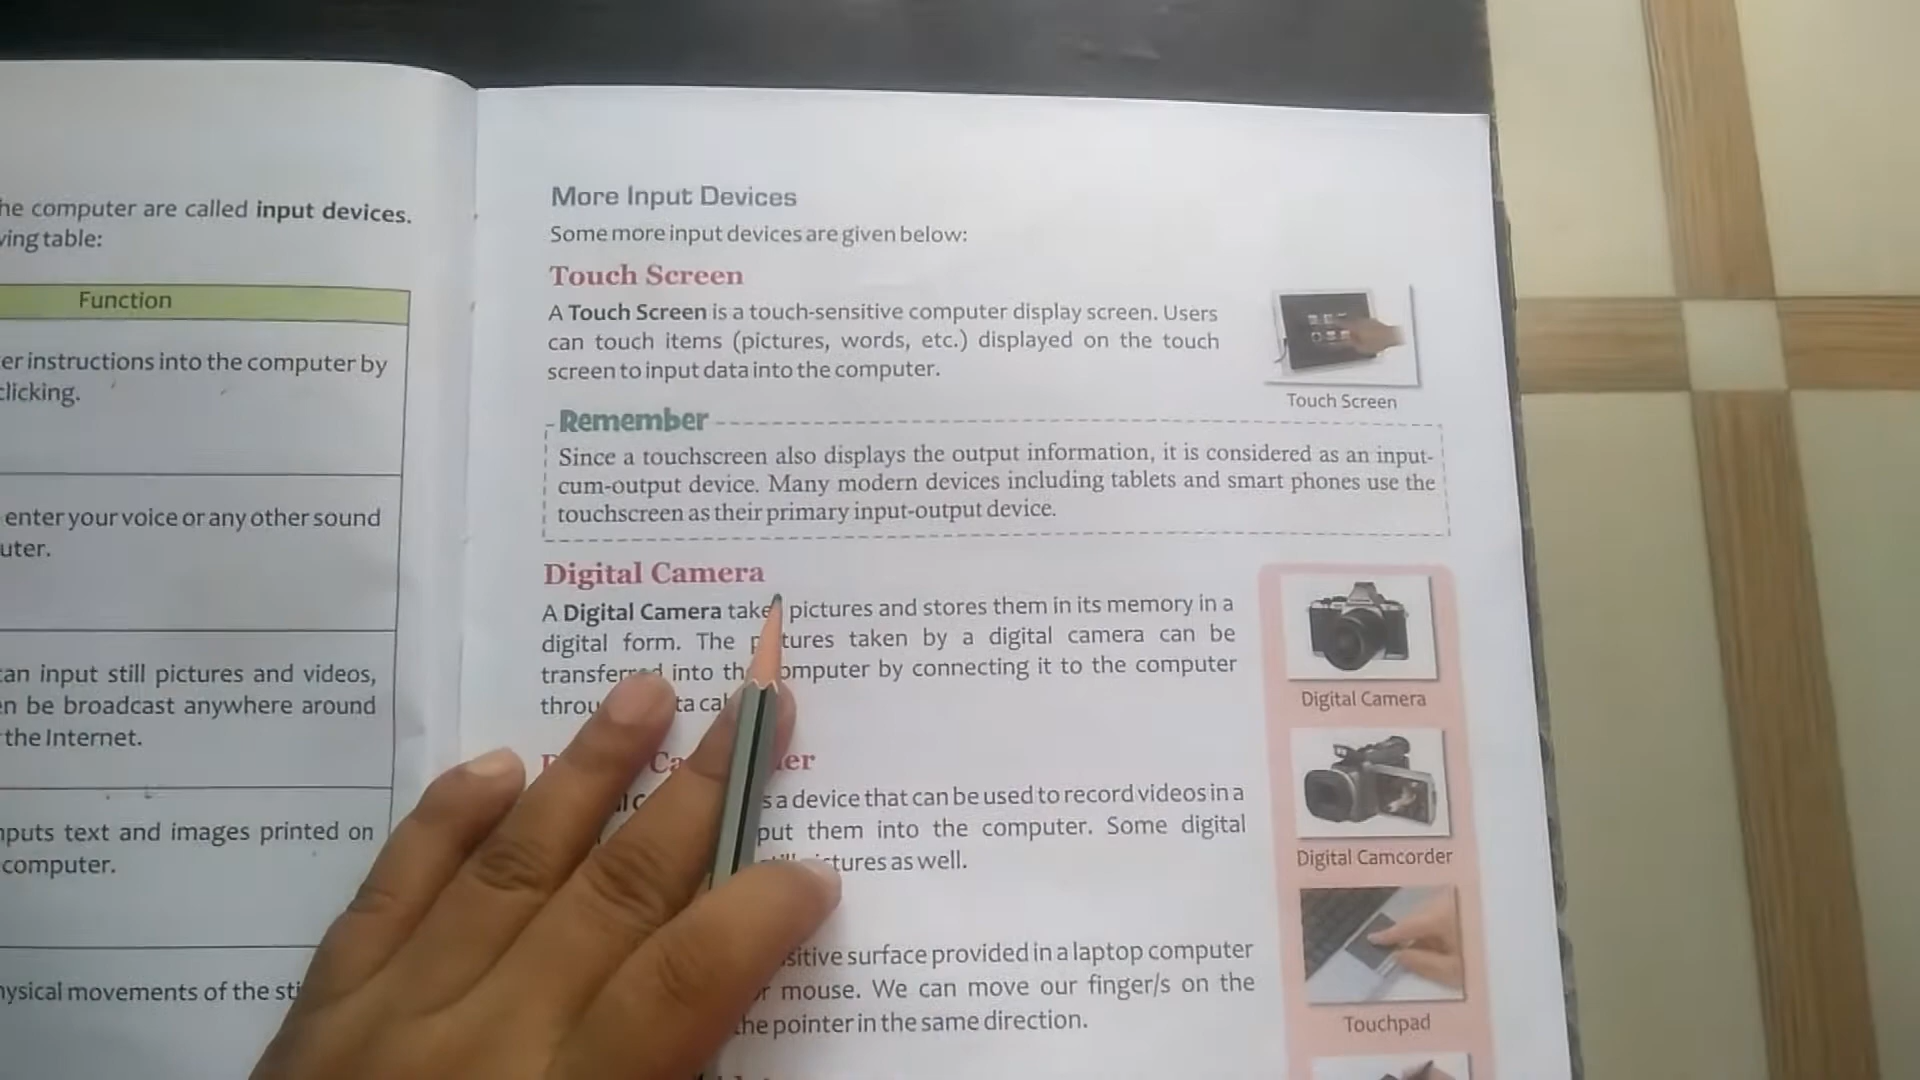 he computer are called input devices.
ving table:
Function
er instructions into the computer by
clicking.
enter your voice or any other sound
uter.
an input still pictures and videos,
n be broadcast anywhere around
the Internet.
nputs text and images printed on
computer.
hysical movements of the sti
More Input Devices
Some more input devices are given below:
Touch Screen
A Touch Screen is a touch-sensitive computer display screen. Users
can touch items (pictures, words, etc.) displayed on the touch
screen to input data into the computer.
Touch Screen
Remember
Since a touchscreen also displays the output information, it is considered as an input-
cum-output device. Many modern devices including tablets and smart phones use the
touchscreen as their primary input-output device.
Digital Camera
A Digital Camera take pictures and stores them in its memory in a
digital form. The p tures taken by a digital camera can be
transferred into th omputer by connecting it to the computer
throu ta ca
Ca er
s a device that can be used to record videos in a
put them into the computer. Some digital
tures as well.
sitive surface provided in a laptop computer
r mouse. We can move our finger/s on the
he pointer in the same direction.
Digital Camera
Digital Camcorder
Touchpad